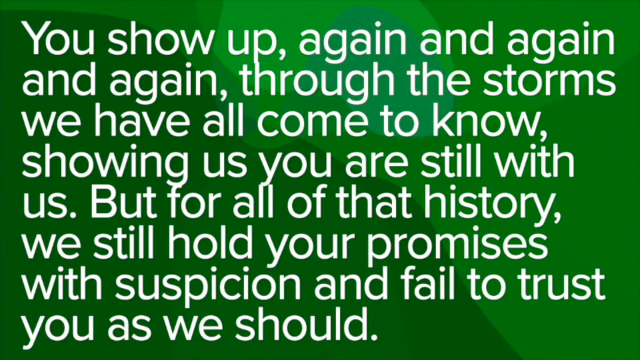 You show up, again and again
and again, through the storms
we have all come to know,
showing us you are still with
us. But for all of that history,
we still hold your promises
with suspicion and fail to trust
you as we should.